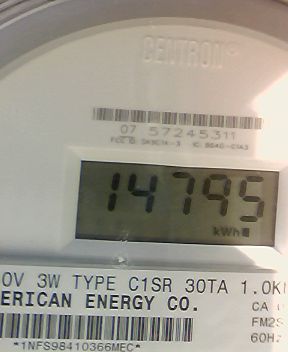 CENTRON®
07 57245311
14795
kWh
0V 3W TYPE C1SR 30TA 1.0K
ERICAN ENERGY CO.
CA
FM2S
60Hz
*1NFS98410366MEC*